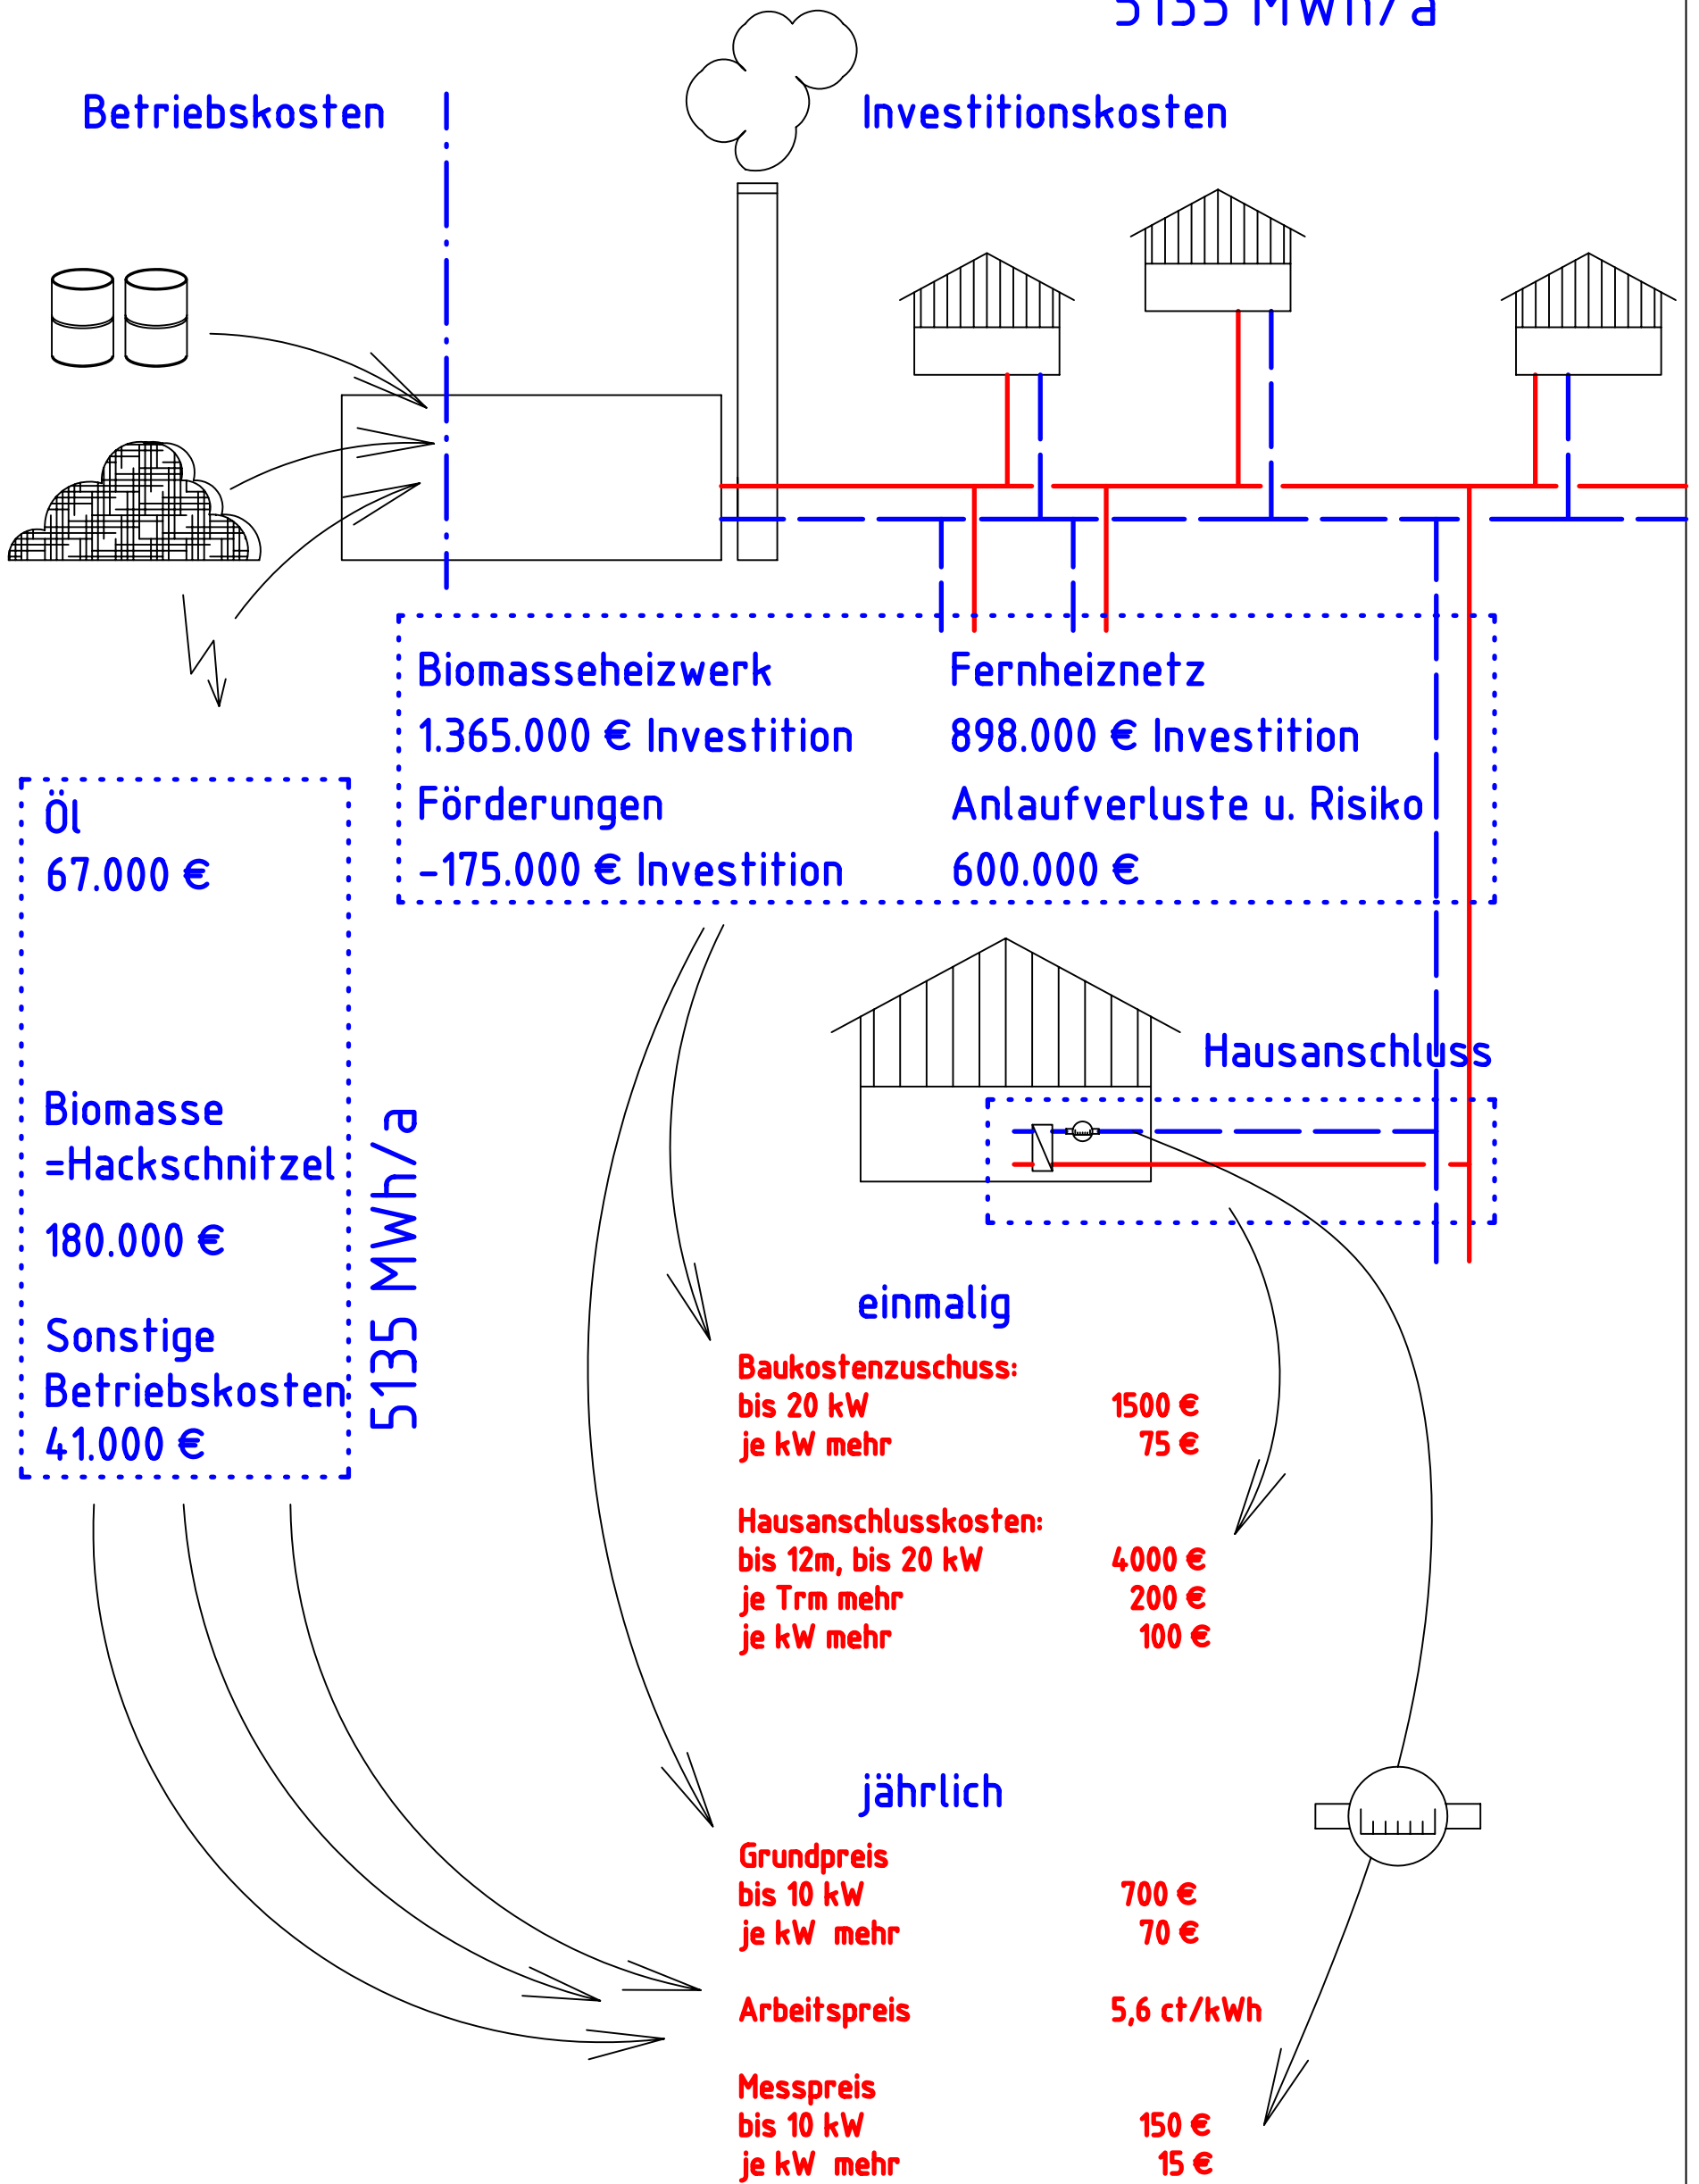 5135 MWh/a
Betriebskosten
Investitionskosten
Biomasseheizwerk
1.365.000 € Investition
Förderungen
-175.000 € Investition
Fernheiznetz
898.000 € Investition
Anlaufverluste u. Risiko
600.000 €
Öl
67.000 €
Biomasse
=Hackschnitzel
180.000 €
Sonstige
Betriebskosten
41.000 €
5135 MWh/a
Hausanschluss
einmalig
Baukostenzuschuss:
bis 20 kW 1500 €
je kW mehr 75 €
Hausanschlusskosten:
bis 12m, bis 20 kW 4000 €
je Trm mehr 200 €
je kW mehr 100 €
jährlich
Grundpreis
bis 10 kW 700 €
je kW mehr 70 €
Arbeitspreis 5,6 ct/kWh
Messpreis
bis 10 kW 150 €
je kW mehr 15 €